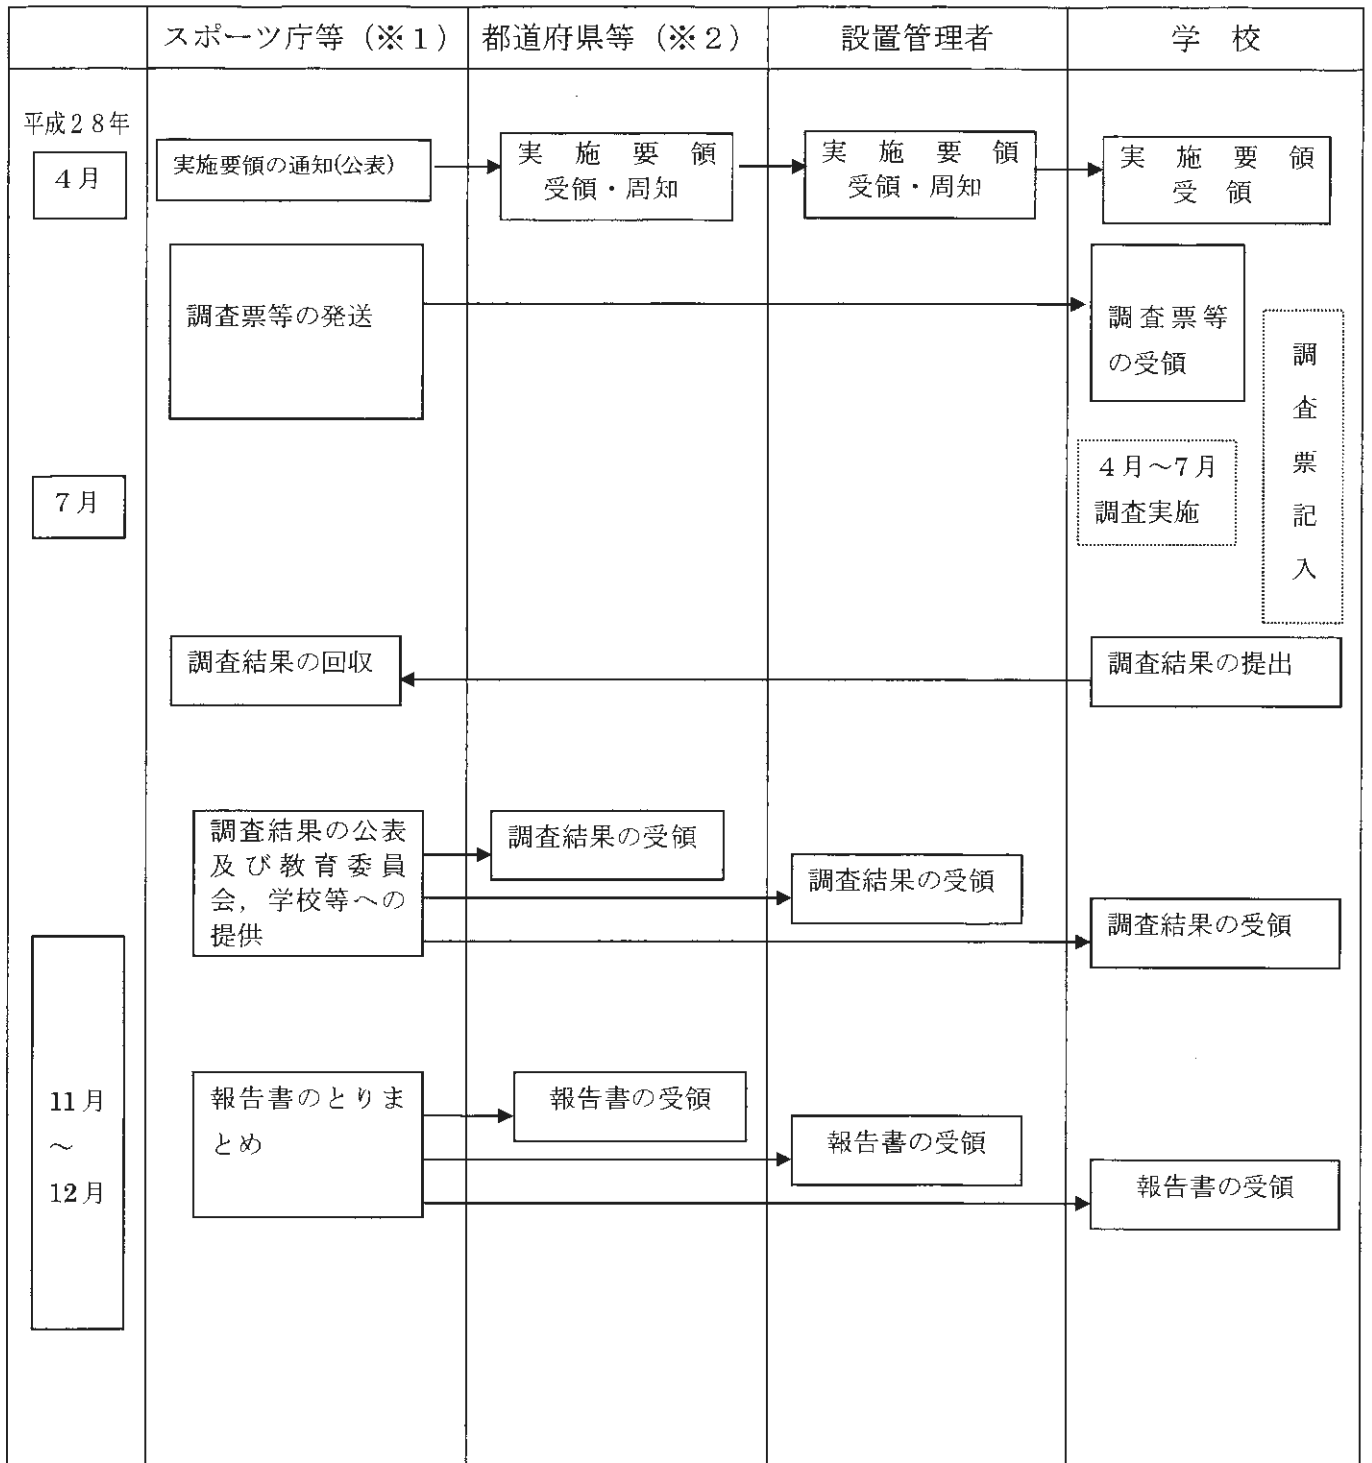 スポーツ庁等（※１）
都道府県等（※２）
設置管理者
学　校
平成２８年
４月
実施要領の通知(公表)
実　施　要　領
受領・周知
実　施　要　領
受領・周知
実　施　要　領
受　領
調査票等の発送
調査票等
の受領
調
査
票
記
入
７月
４月～７月
調査実施
調査結果の回収
調査結果の提出
調査結果の公表
及び教育委員
会，学校等への
提供
調査結果の受領
調査結果の受領
調査結果の受領
11月
～
12月
報告書のとりま
とめ
報告書の受領
報告書の受領
報告書の受領